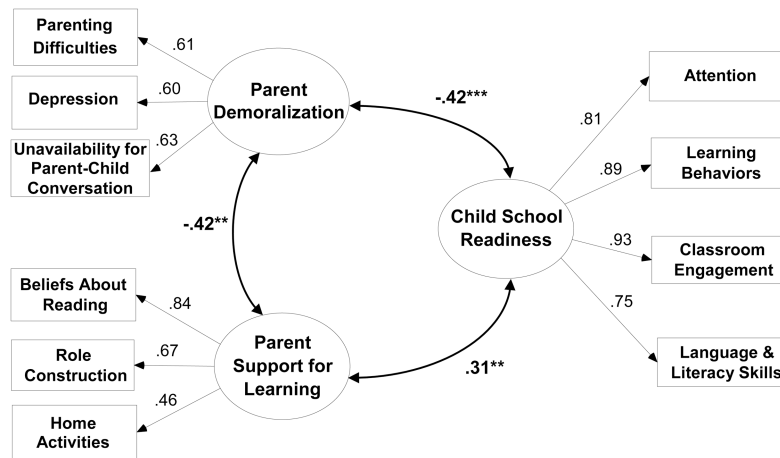 Parenting
Difficulties
.61
Depression
.60
Unavailability for
Parent-Child
Conversation
.63
Parent
Demoralization
-.42***
-.42**
Beliefs About
Reading
.84
Role
Construction
.67
Home
Activities
.46
Parent
Support for
Learning
.31**
Child School
Readiness
.81
Attention
.89
Learning
Behaviors
.93
Classroom
Engagement
.75
Language &
Literacy Skills